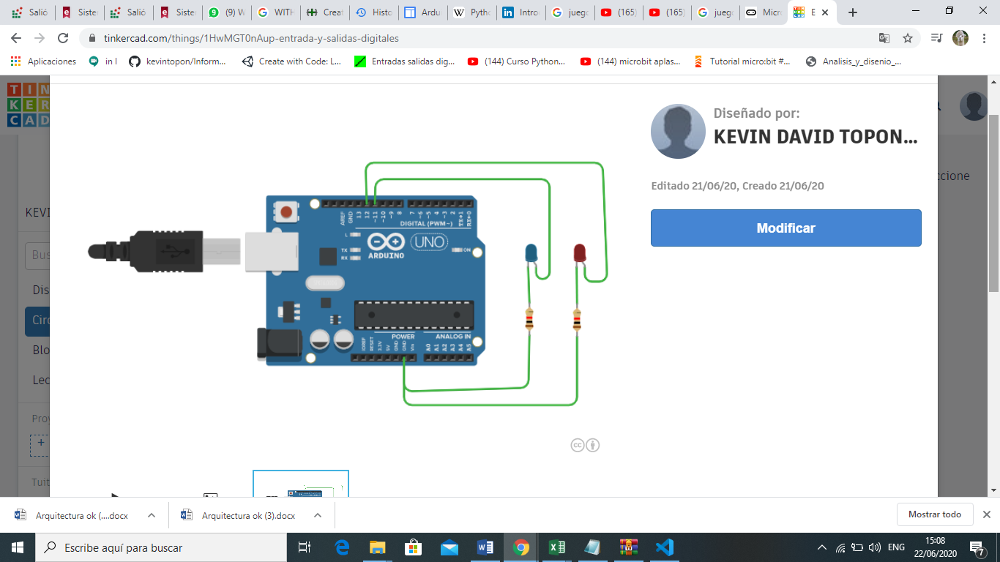 Salió
Sister
Salió
Sister
(9) W
WITH
Creat
Histo
Ardu
Pytho
Intro
juego
(165)
(165)
juego
Micro
E
tinkercad.com/things/1HwMGT0nAup-entrada-y-salidas-digitales
Aplicaciones
in l
kevintopon/Inform...
Create with Code: L...
Entradas salidas dig...
(144) Curso Python...
(144) microbit aplas...
Tutorial micro:bit #...
Analisis_y_disenio_...
TIN
KER
CAD
Diseñado por:
KEVIN DAVID TOPON...
Editado 21/06/20, Creado 21/06/20
Modificar
ccione
KEVI
Bus
Dis
Circ
Blo
Lec
Proy
+
Tuit
AREF
GND
13
12
~11
~10
~9
8
7
~6
~5
4
~3
2
TX→1
RX←0
DIGITAL (PWM~)
L
TX
RX
ARDUINO
UNO
ON
POWER
ANALOG IN
IOREF
RESET
3.3V
5V
GND
GND
Vin
A0
A1
A2
A3
A4
A5
cc
Arquitectura ok (....docx
Arquitectura ok (3).docx
Mostrar todo
Escribe aquí para buscar
ENG
15:08
22/06/2020
7